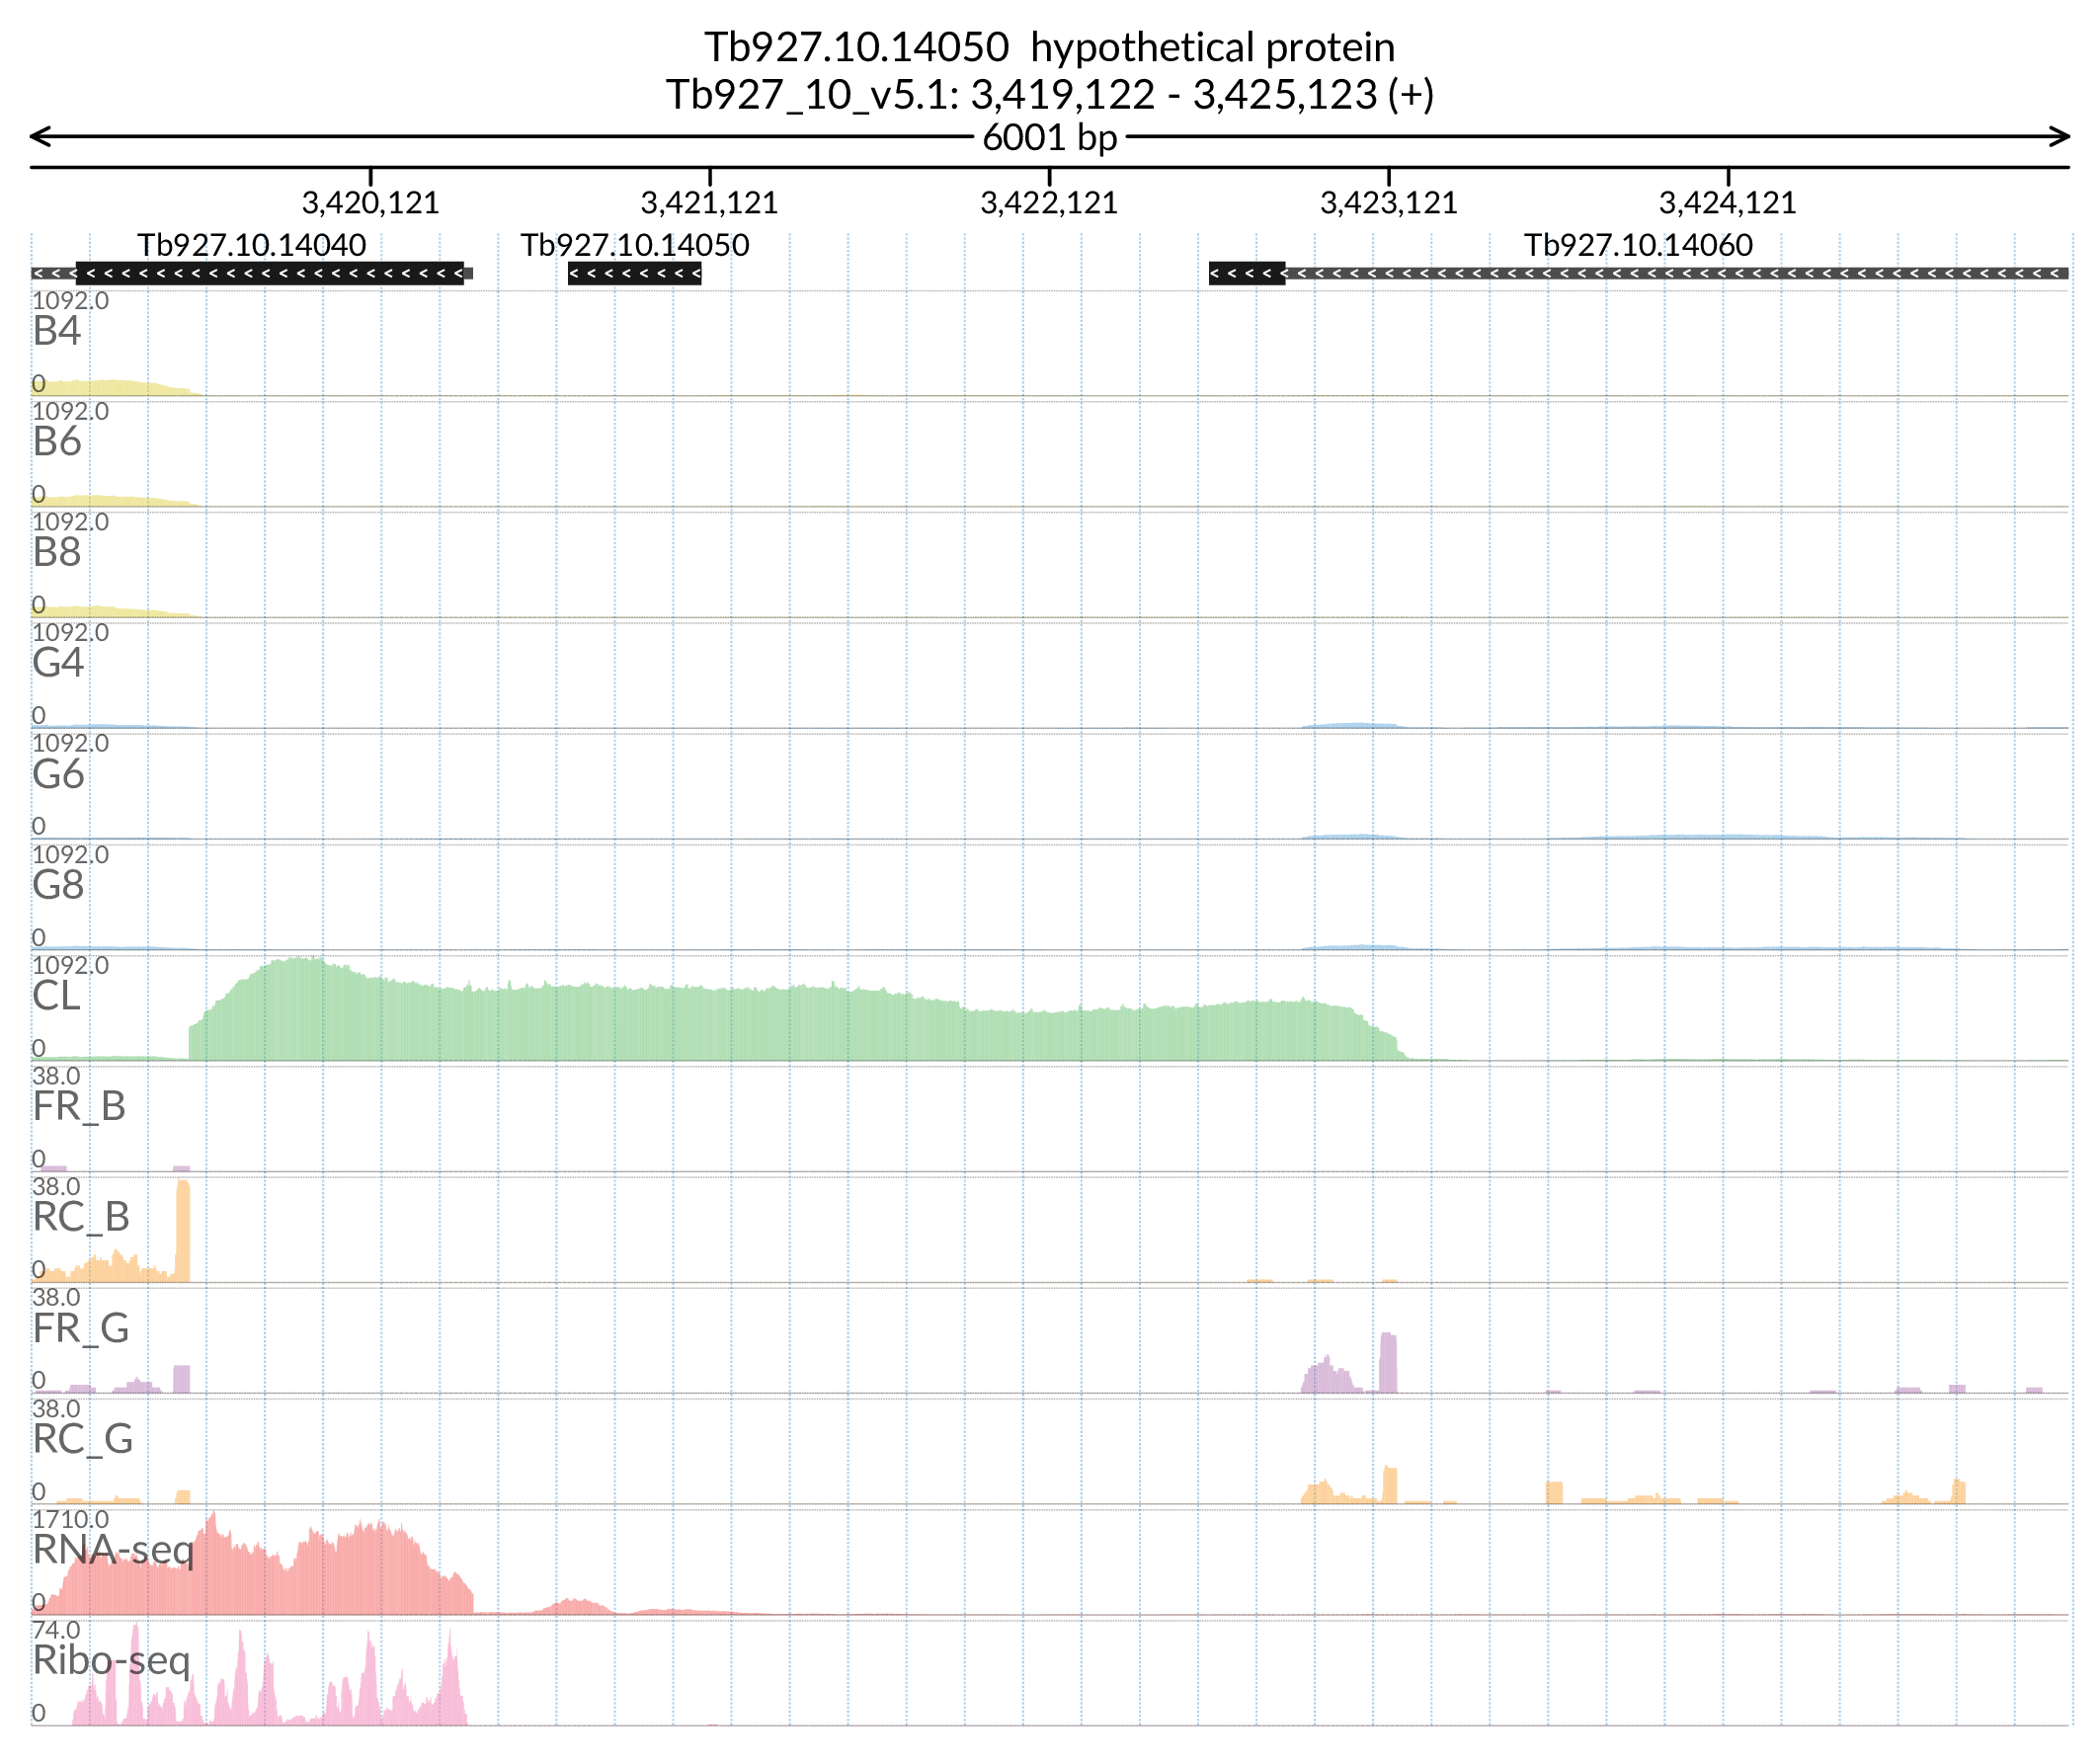 Tb927.10.14050  hypothetical protein
Tb927_10_v5.1: 3,419,122 - 3,425,123 (+)
6001 bp
3,420,121 3,421,121 3,422,121 3,423,121 3,424,121
Tb927.10.14040 Tb927.10.14050 Tb927.10.14060
1092.0
B4
0
1092.0
B6
0
1092.0
B8
0
1092.0
G4
0
1092.0
G6
0
1092.0
G8
0
1092.0
CL
0
38.0
FR_B
0
38.0
RC_B
0
38.0
FR_G
0
38.0
RC_G
0
1710.0
RNA-seq
0
74.0
Ribo-seq
0